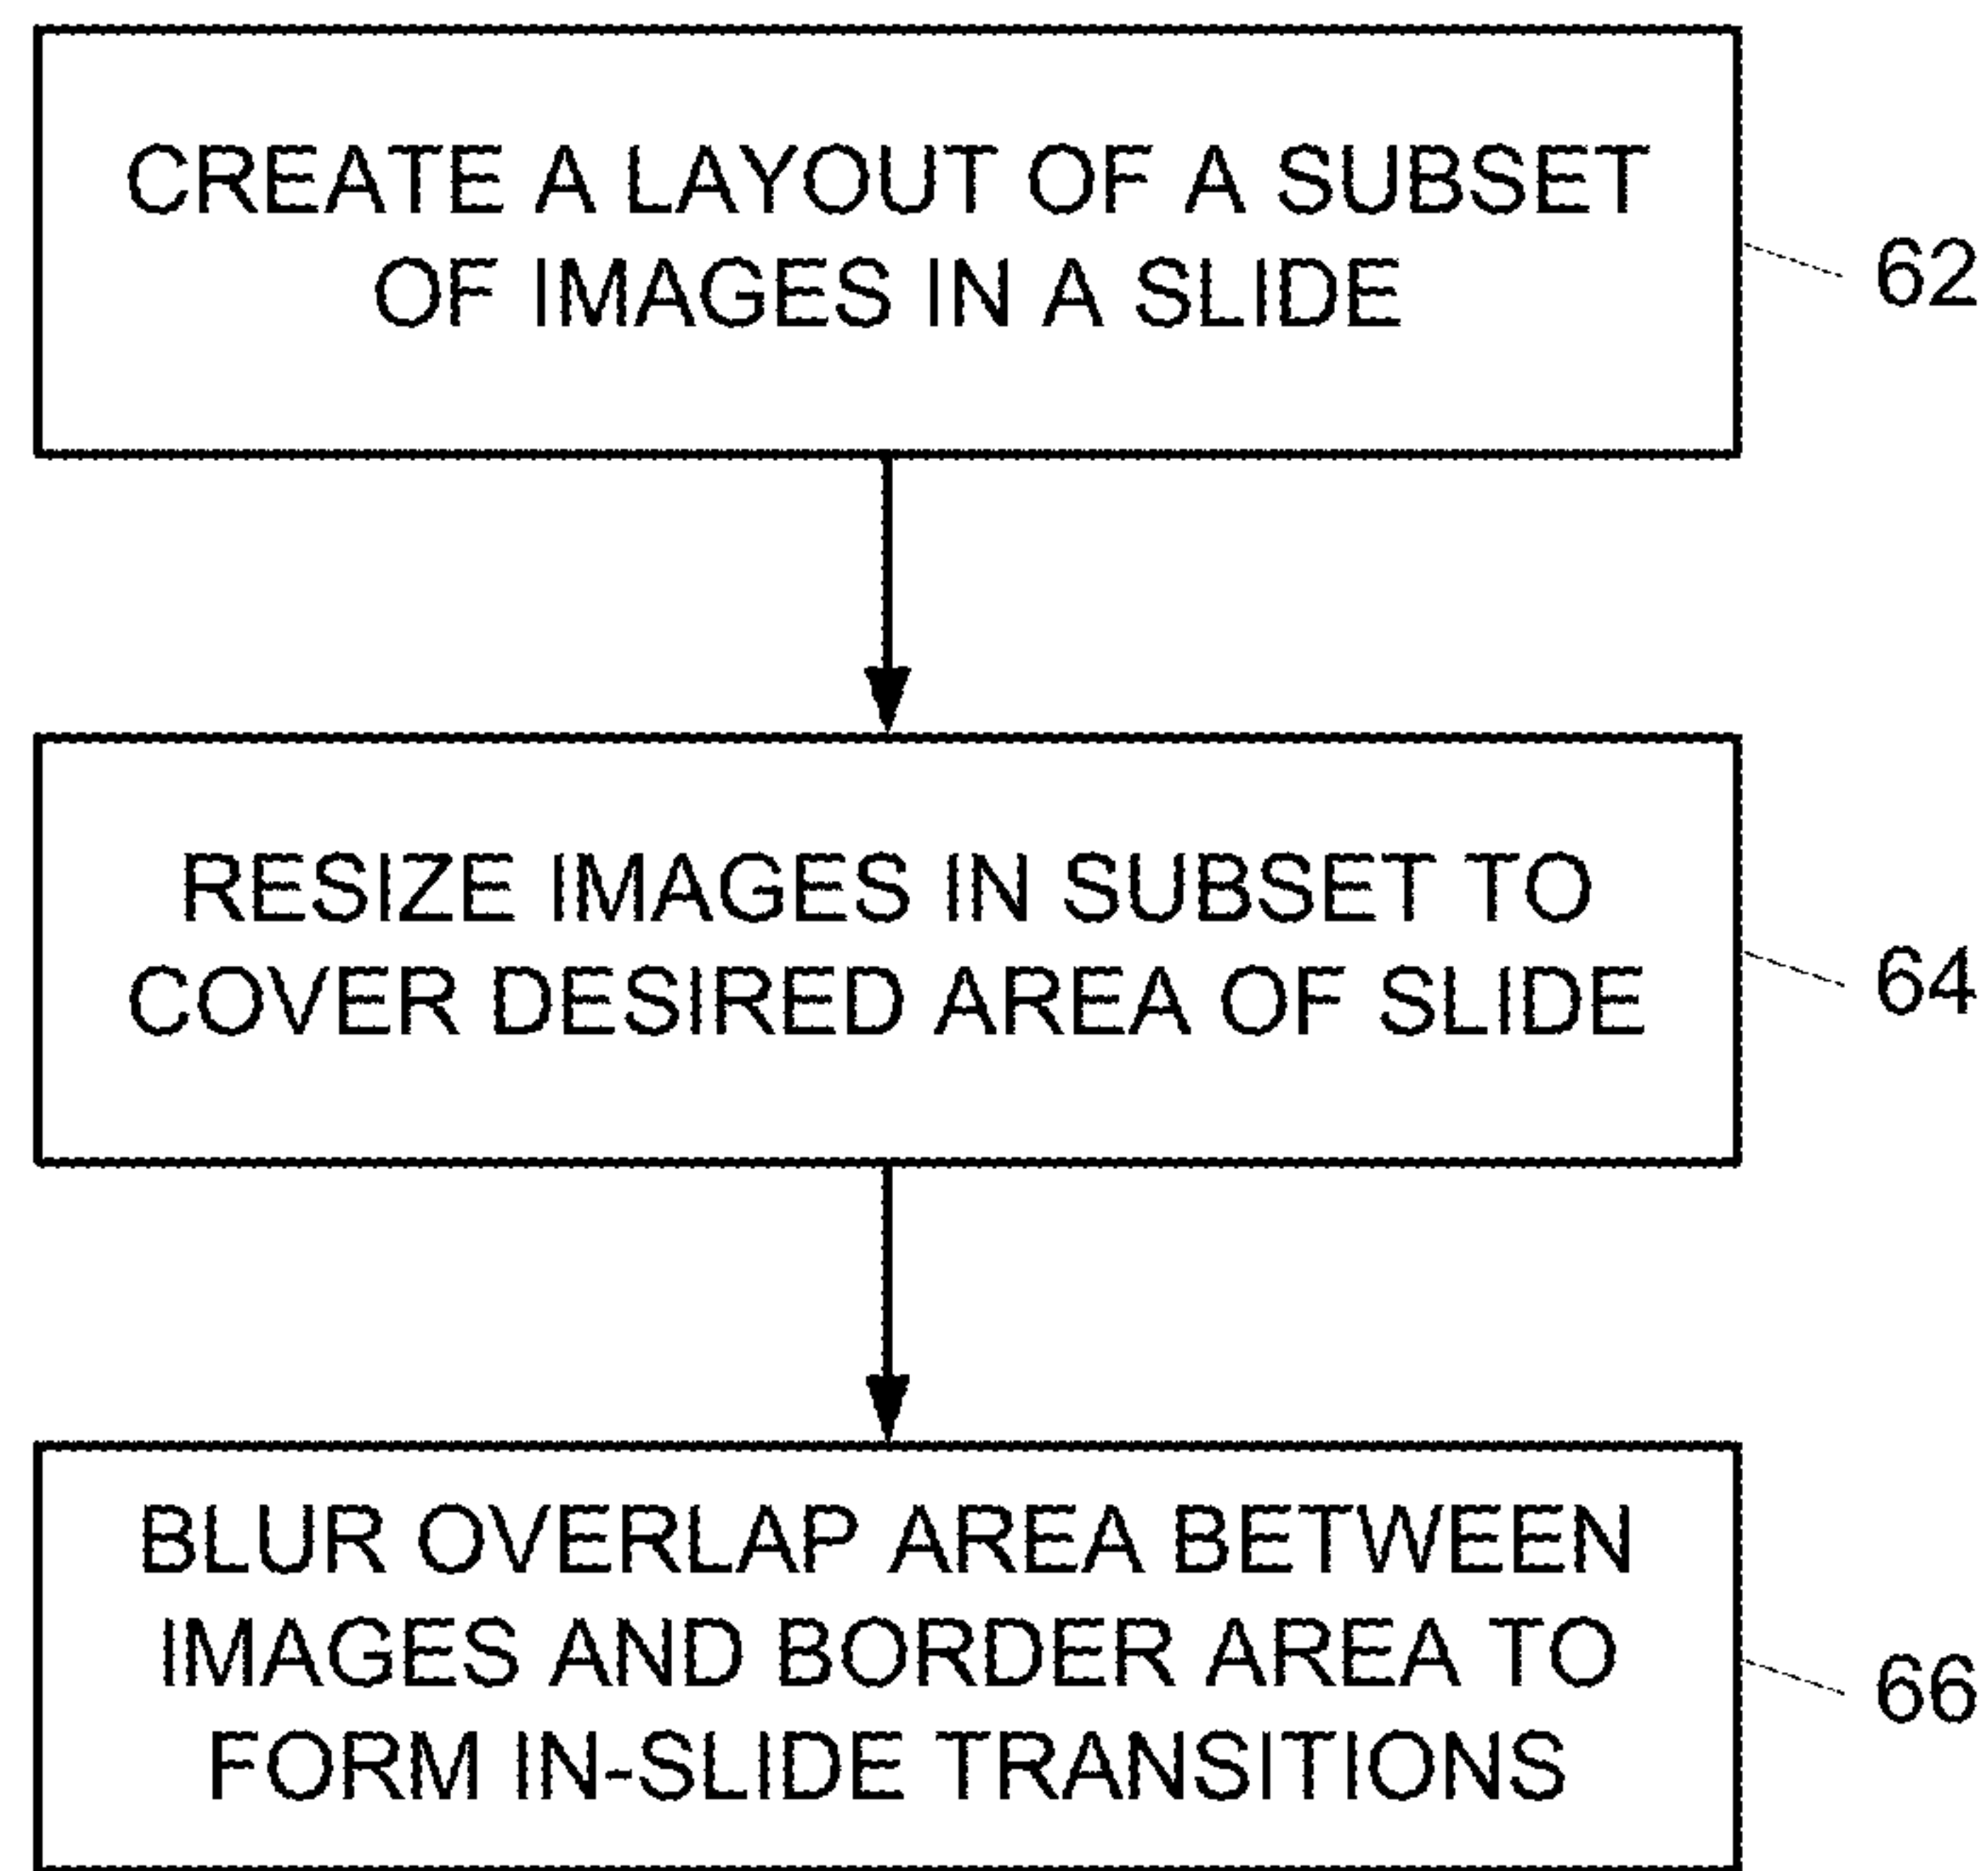 CREATE A LAYOUT OF A SUBSET
OF IMAGES IN A SLIDE
62
RESIZE IMAGES IN SUBSET TO
COVER DESIRED AREA OF SLIDE
64
BLUR OVERLAP AREA BETWEEN
IMAGES AND BORDER AREA TO
FORM IN-SLIDE TRANSITIONS
66